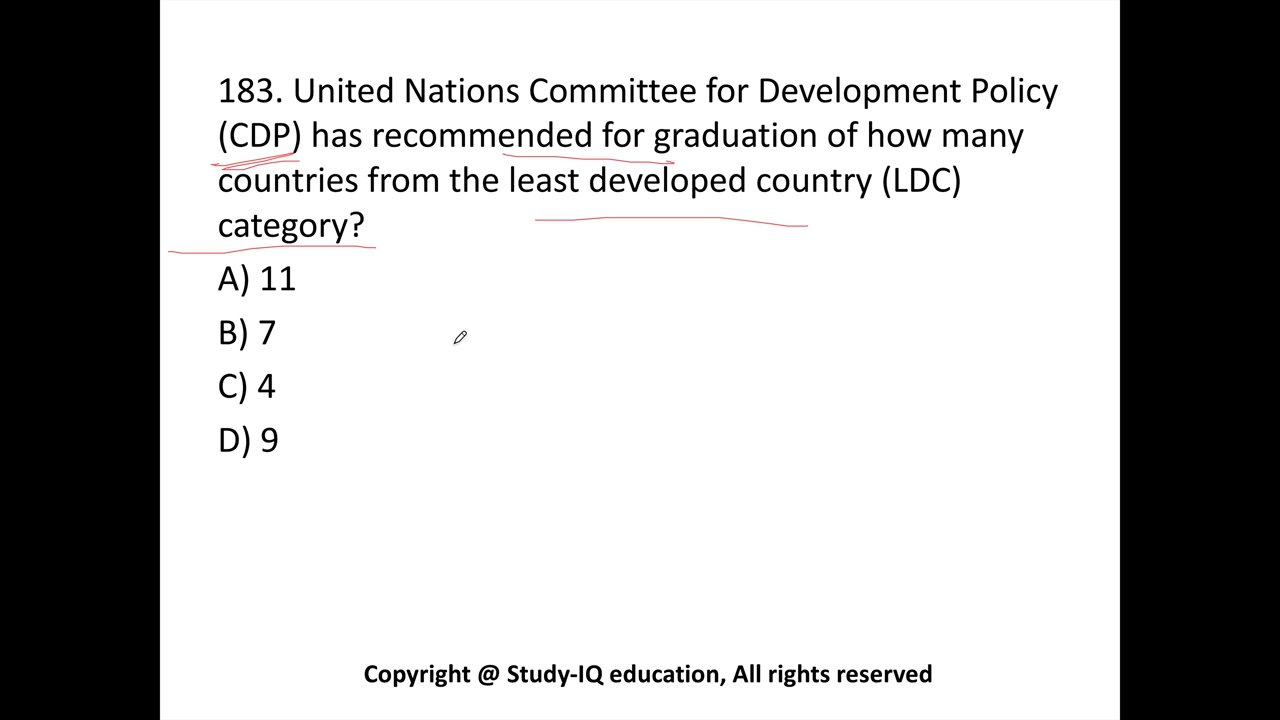 183. United Nations Committee for Development Policy
(CDP) has recommended for graduation of how many
countries from the least developed country (LDC)
category?
A) 11
B) 7
C) 4
D) 9
Copyright @ Study-IQ education, All rights reserved